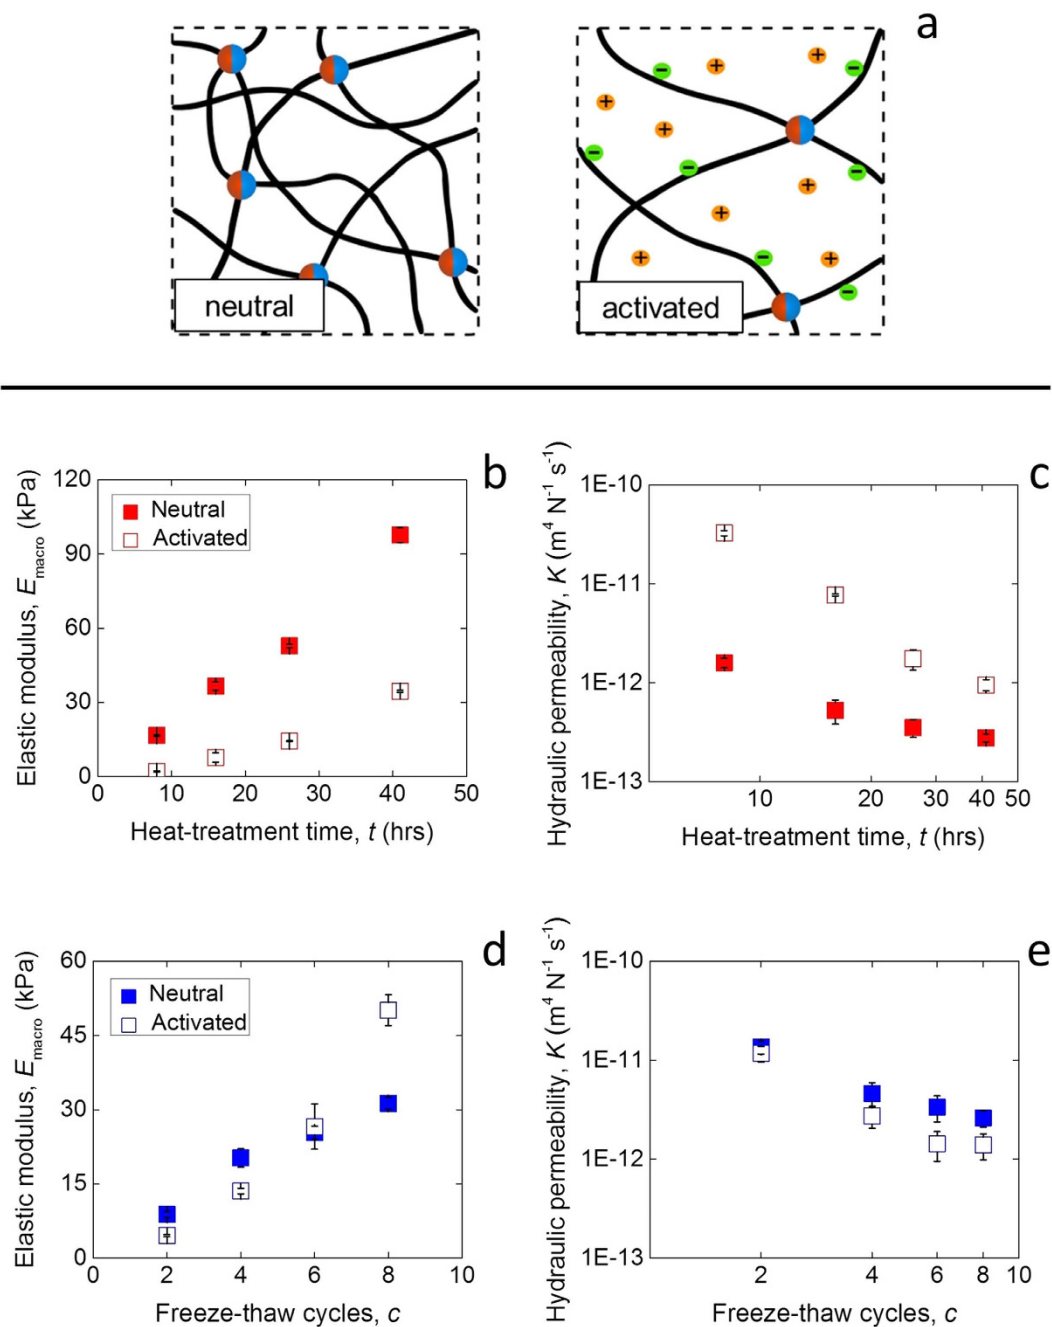 a
neutral
activated
b
Elastic modulus, E_macro (kPa)
120
90
60
30
0
Neutral
Activated
0 10 20 30 40 50
Heat-treatment time, t (hrs)
c
Hydraulic permeability, K (m⁴ N⁻¹ s⁻¹)
1E-10
1E-11
1E-12
1E-13
10 20 30 40 50
Heat-treatment time, t (hrs)
d
Elastic modulus, E_macro (kPa)
60
45
30
15
0
Neutral
Activated
0 2 4 6 8 10
Freeze-thaw cycles, c
e
Hydraulic permeability, K (m⁴ N⁻¹ s⁻¹)
1E-10
1E-11
1E-12
1E-13
2 4 6 8 10
Freeze-thaw cycles, c